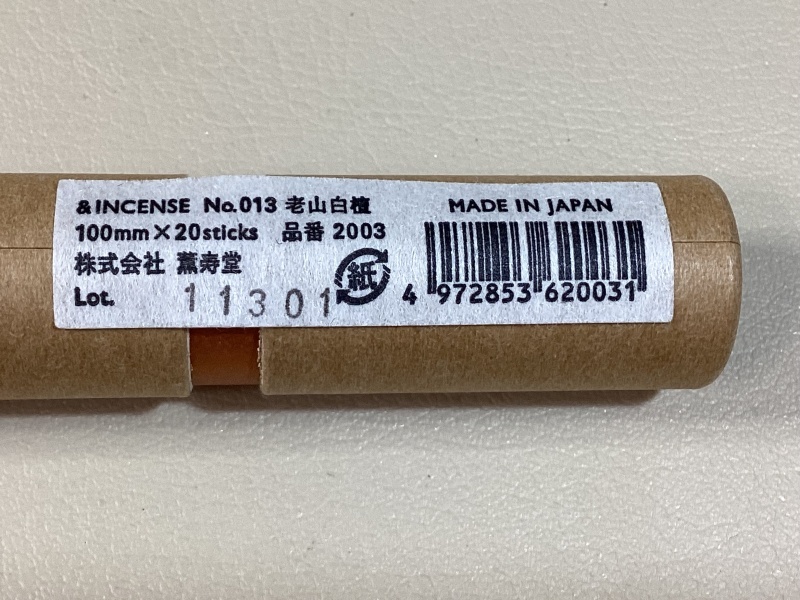 &INCENSE No.013 老山白檀
100mm×20sticks 品番 2003
株式会社 薫寿堂
Lot. 11301
紙
MADE IN JAPAN
4 972853 620031